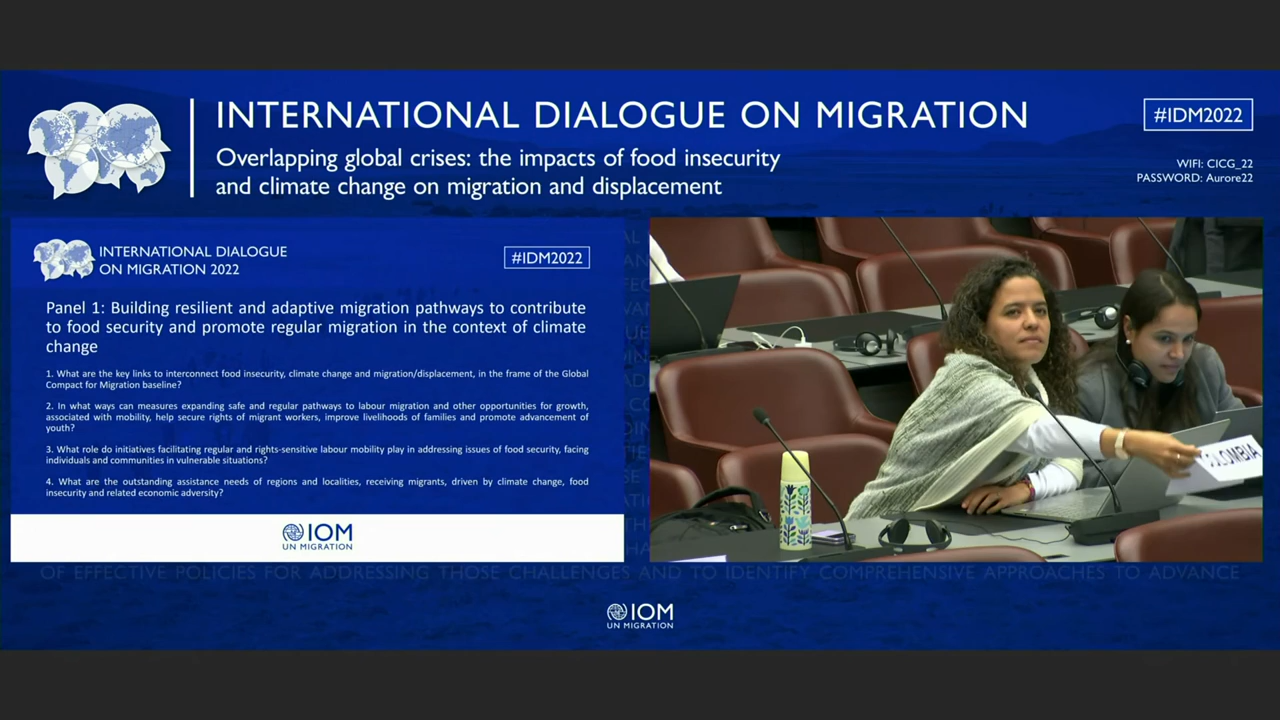 INTERNATIONAL DIALOGUE ON MIGRATION
Overlapping global crises: the impacts of food insecurity
and climate change on migration and displacement
#IDM2022
WIFI: CICG_22
PASSWORD: Aurore22
INTERNATIONAL DIALOGUE
ON MIGRATION 2022
#IDM2022
Panel 1: Building resilient and adaptive migration pathways to contribute
to food security and promote regular migration in the context of climate
change
1. What are the key links to interconnect food insecurity, climate change and migration/displacement, in the frame of the Global
Compact for Migration baseline?
2. In what ways can measures expanding safe and regular pathways to labour migration and other opportunities for growth,
associated with mobility, help secure rights of migrant workers, improve livelihoods of families and promote advancement of
youth?
3. What role do initiatives facilitating regular and rights-sensitive labour mobility play in addressing issues of food security, facing
individuals and communities in vulnerable situations?
4. What are the outstanding assistance needs of regions and localities, receiving migrants, driven by climate change, food
insecurity and related economic adversity?
IOM
UN MIGRATION
OF EFFECTIVE POLICIES FOR ADDRESSING THOSE CHALLENGES AND TO IDENTIFY COMPREHENSIVE APPROACHES TO ADVANCE
IOM
UN MIGRATION